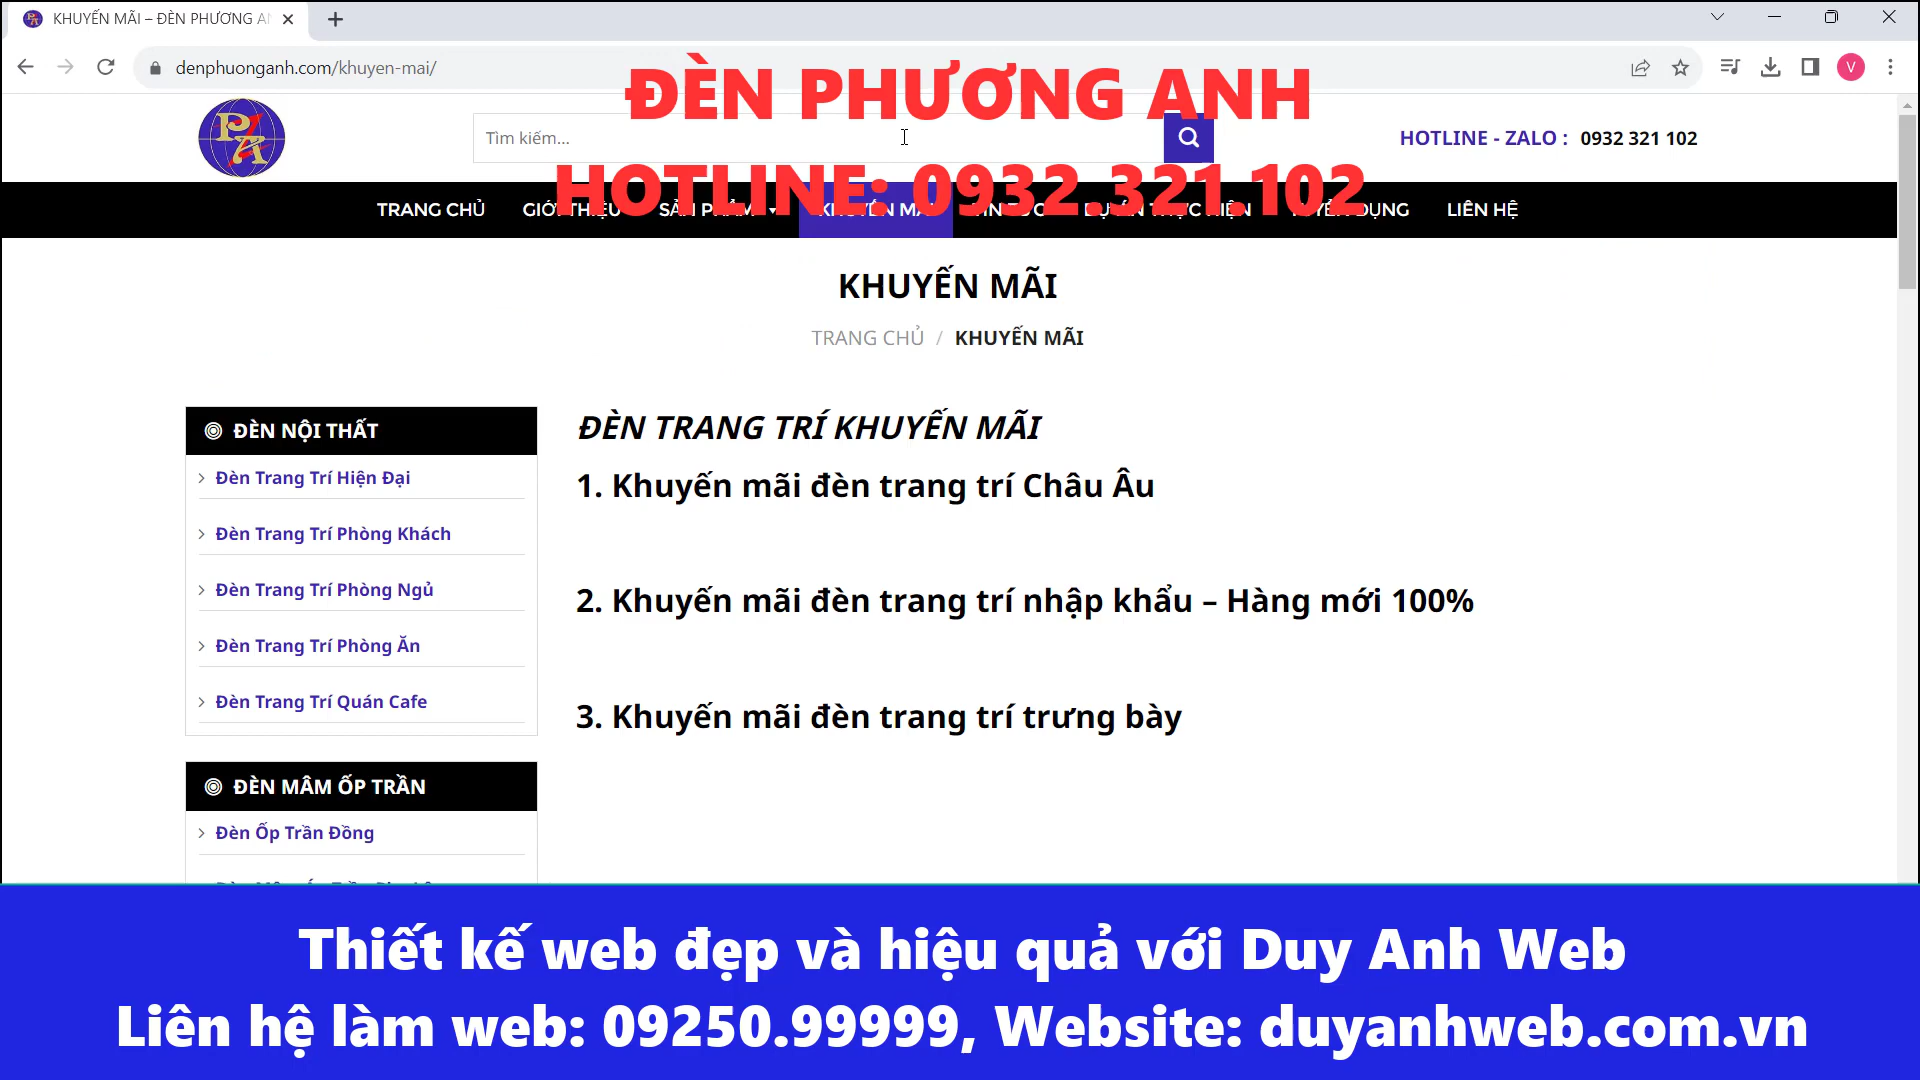 KHUYẾN MÃI – ĐÈN PHƯƠNG
denphuonganh.com/khuyen-mai/
V
ĐÈN PHƯƠNG ANH
PA
Tìm kiếm...
HOTLINE - ZALO : 0932 321 102
HOTLINE: 0932.321.102
TRANG CHỦ
LIÊN HỆ
KHUYẾN MÃI
TRANG CHỦ / KHUYẾN MÃI
ĐÈN NỘI THẤT
Đèn Trang Trí Hiện Đại
Đèn Trang Trí Phòng Khách
Đèn Trang Trí Phòng Ngủ
Đèn Trang Trí Phòng Ăn
Đèn Trang Trí Quán Cafe
ĐÈN MÂM ỐP TRẦN
Đèn Ốp Trần Đồng
ĐÈN TRANG TRÍ KHUYẾN MÃI
1. Khuyến mãi đèn trang trí Châu Âu
2. Khuyến mãi đèn trang trí nhập khẩu – Hàng mới 100%
3. Khuyến mãi đèn trang trí trưng bày
Thiết kế web đẹp và hiệu quả với Duy Anh Web
Liên hệ làm web: 09250.99999, Website: duyanhweb.com.vn